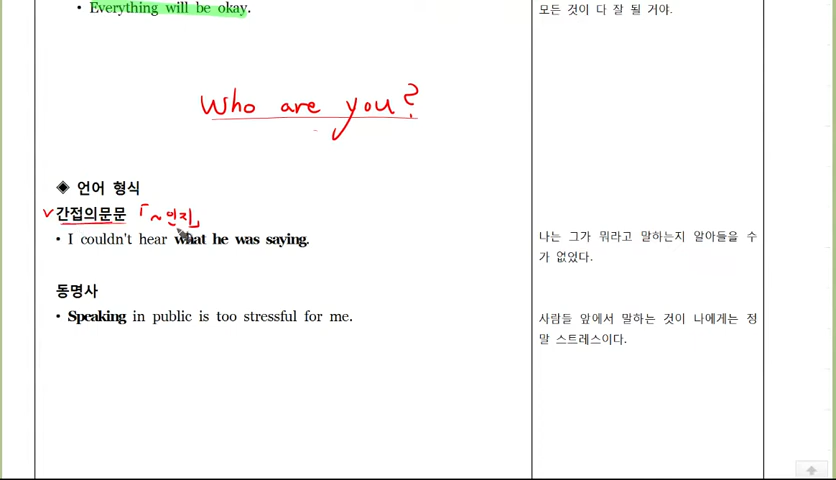 • Everything will be okay.
모든 것이 다 잘 될 거야.
Who are you?
◈ 언어 형식
✓ 간접의문문 「~인지」
• I couldn't hear what he was saying.
나는 그가 뭐라고 말하는지 알아들을 수
가 없었다.
동명사
• Speaking in public is too stressful for me.
사람들 앞에서 말하는 것이 나에게는 정
말 스트레스이다.